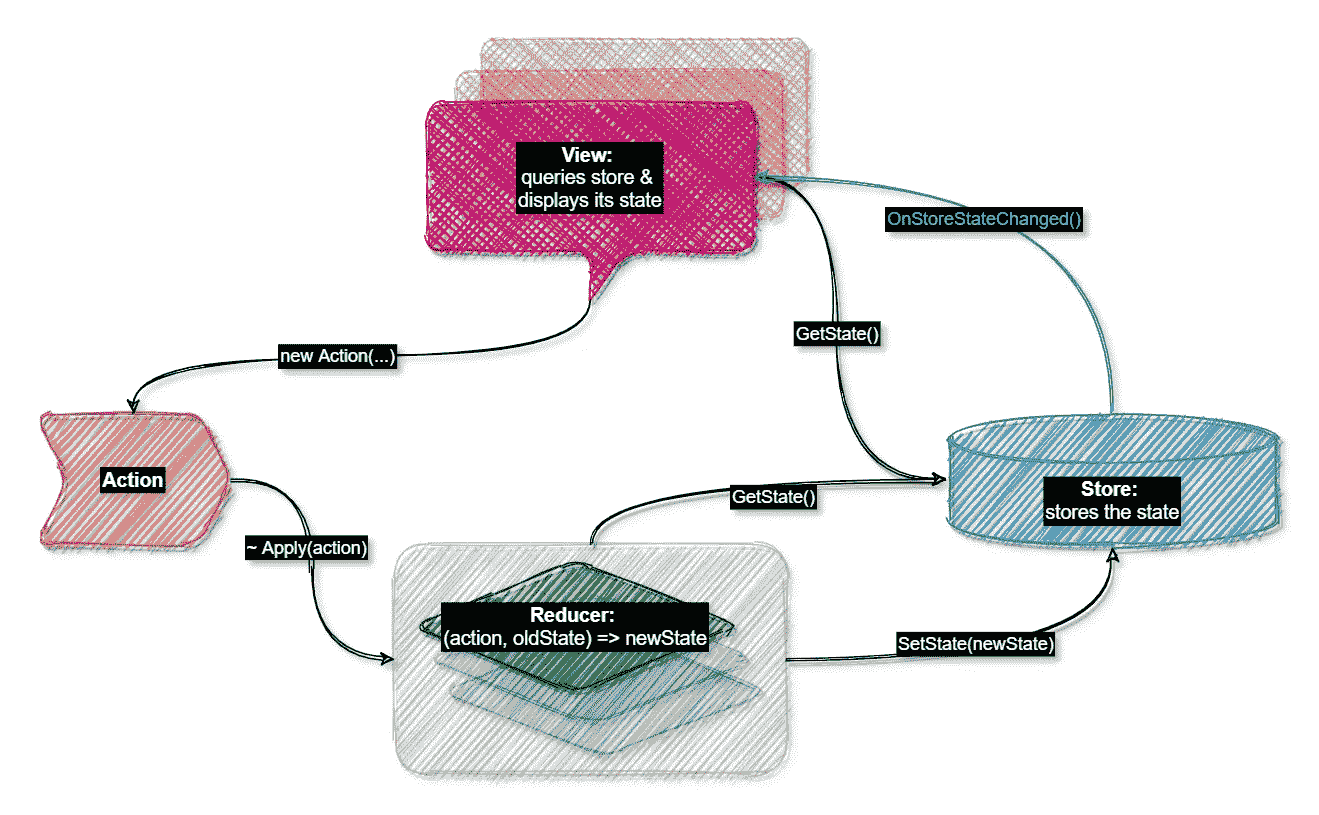 View:
queries store &
displays its state
OnStoreStateChanged()
GetState()
new Action(...)
Action
GetState()
Store:
stores the state
~ Apply(action)
Reducer:
(action, oldState) => newState
SetState(newState)